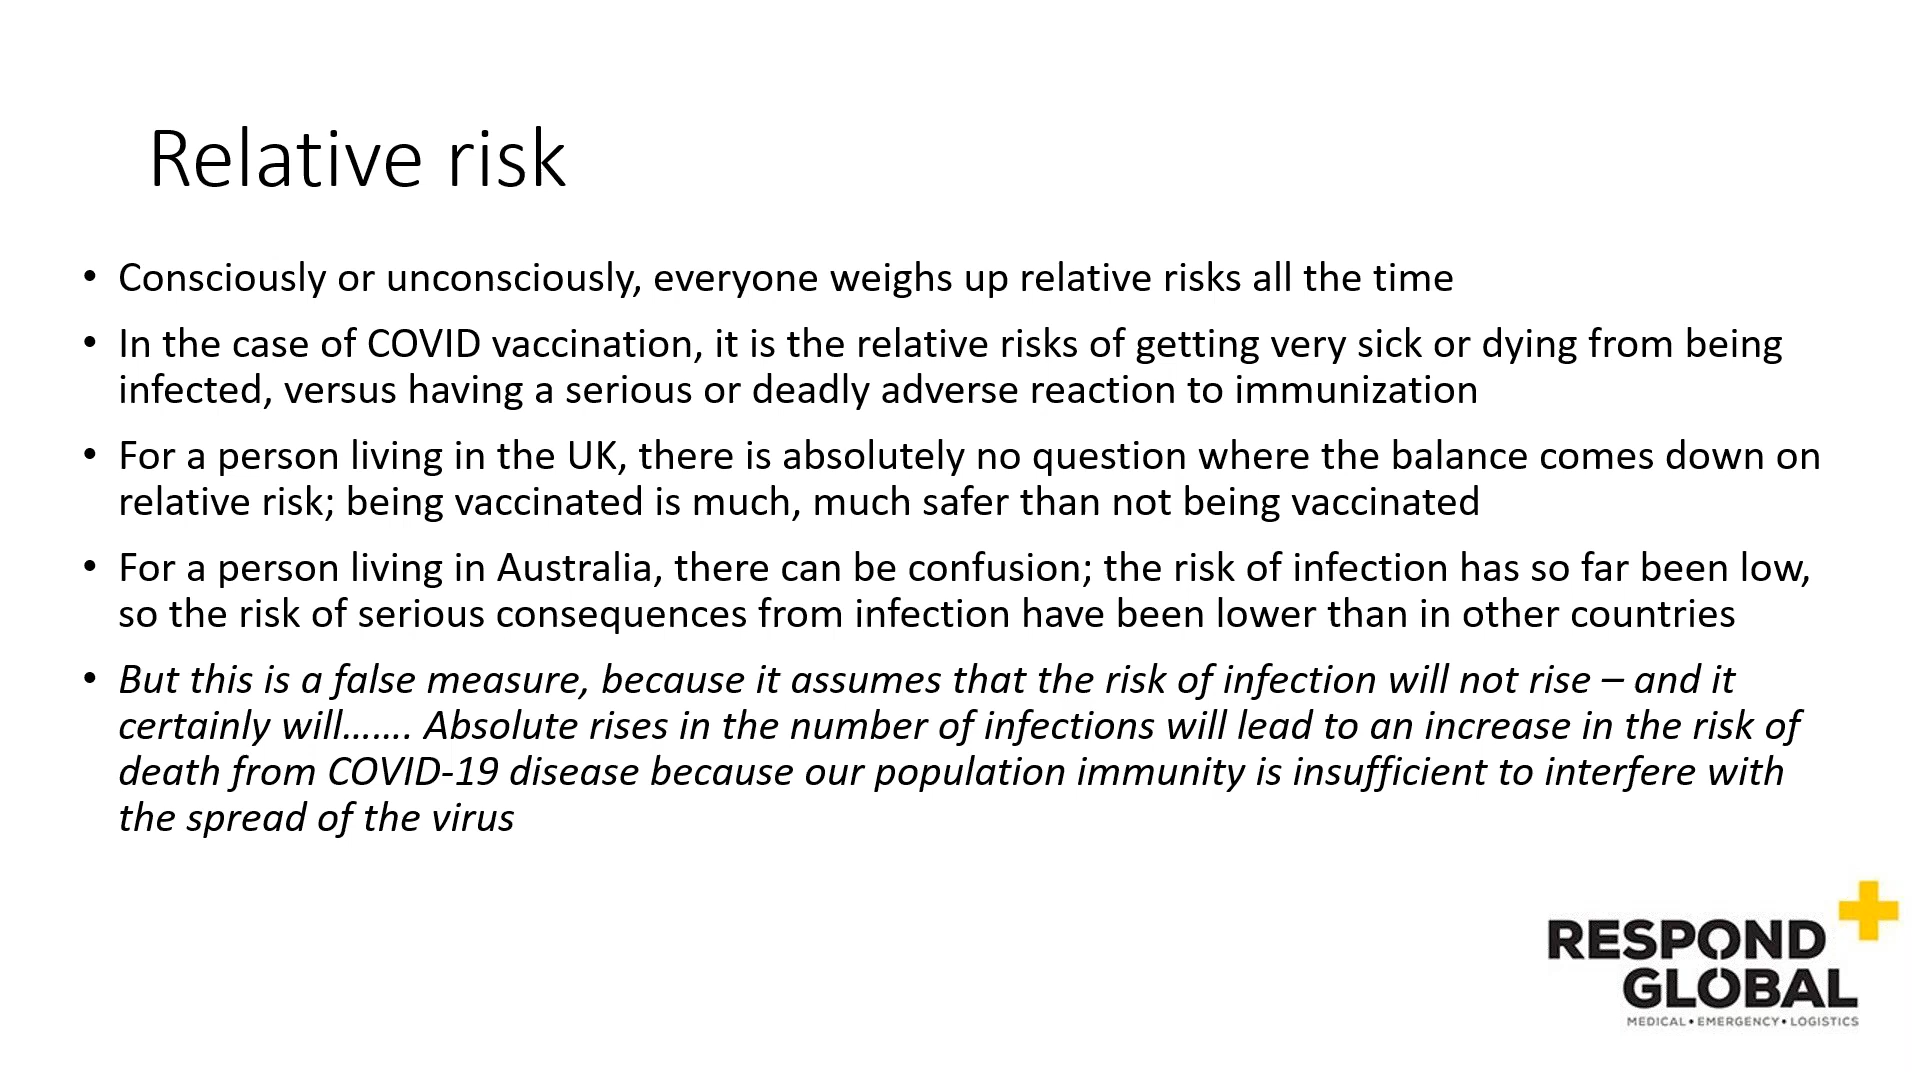 Relative risk
• Consciously or unconsciously, everyone weighs up relative risks all the time
• In the case of COVID vaccination, it is the relative risks of getting very sick or dying from being
infected, versus having a serious or deadly adverse reaction to immunization
• For a person living in the UK, there is absolutely no question where the balance comes down on
relative risk; being vaccinated is much, much safer than not being vaccinated
• For a person living in Australia, there can be confusion; the risk of infection has so far been low,
so the risk of serious consequences from infection have been lower than in other countries
• But this is a false measure, because it assumes that the risk of infection will not rise – and it
certainly will……. Absolute rises in the number of infections will lead to an increase in the risk of
death from COVID-19 disease because our population immunity is insufficient to interfere with
the spread of the virus
RESPOND
GLOBAL
MEDICAL • EMERGENCY • LOGISTICS